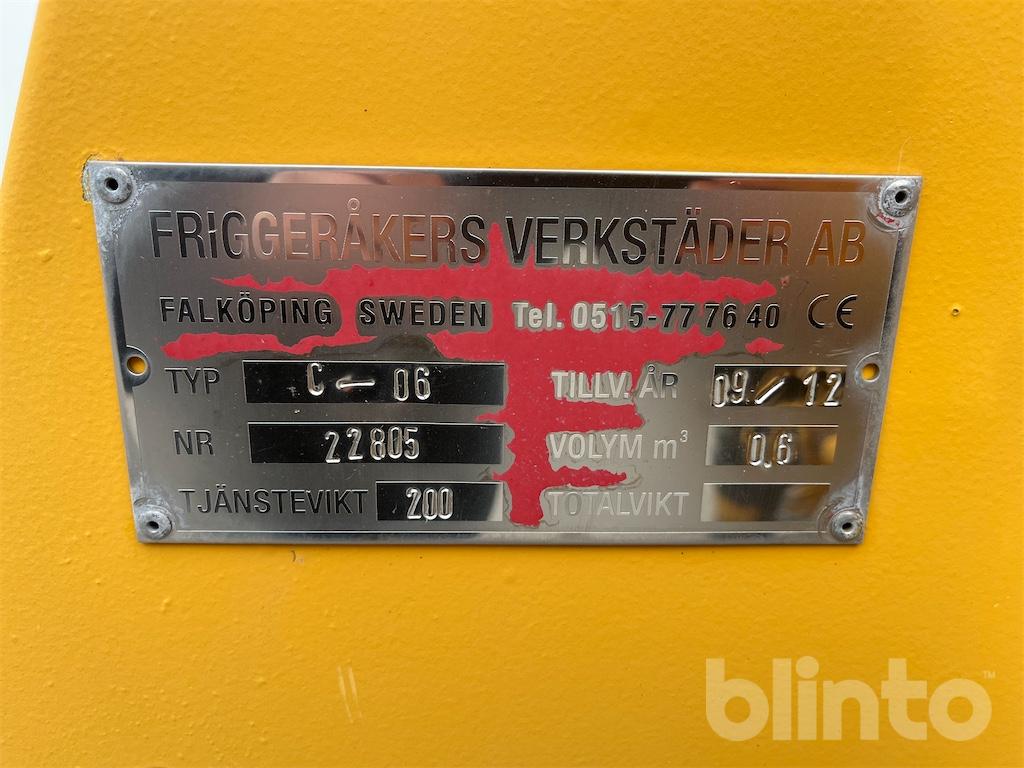 FRIGGERÅKERS VERKSTÄDER AB
FALKÖPING SWEDEN Tel. 0515-77 76 40 CE
TYP C-06 TILLV. ÅR 09/12
NR 22805 VOLYM m³ 0,6
TJÄNSTEVIKT 200 TOTALVIKT
blinto™